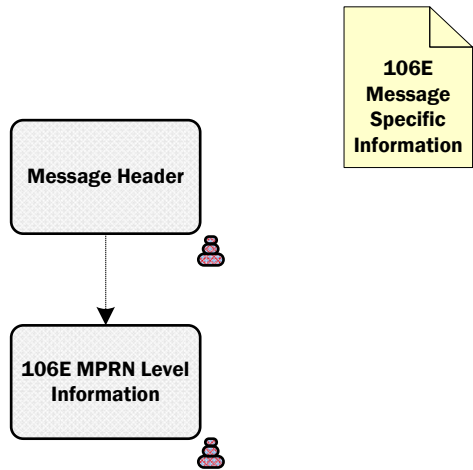 106E
Message
Specific
Information
Message Header
106E MPRN Level
Information